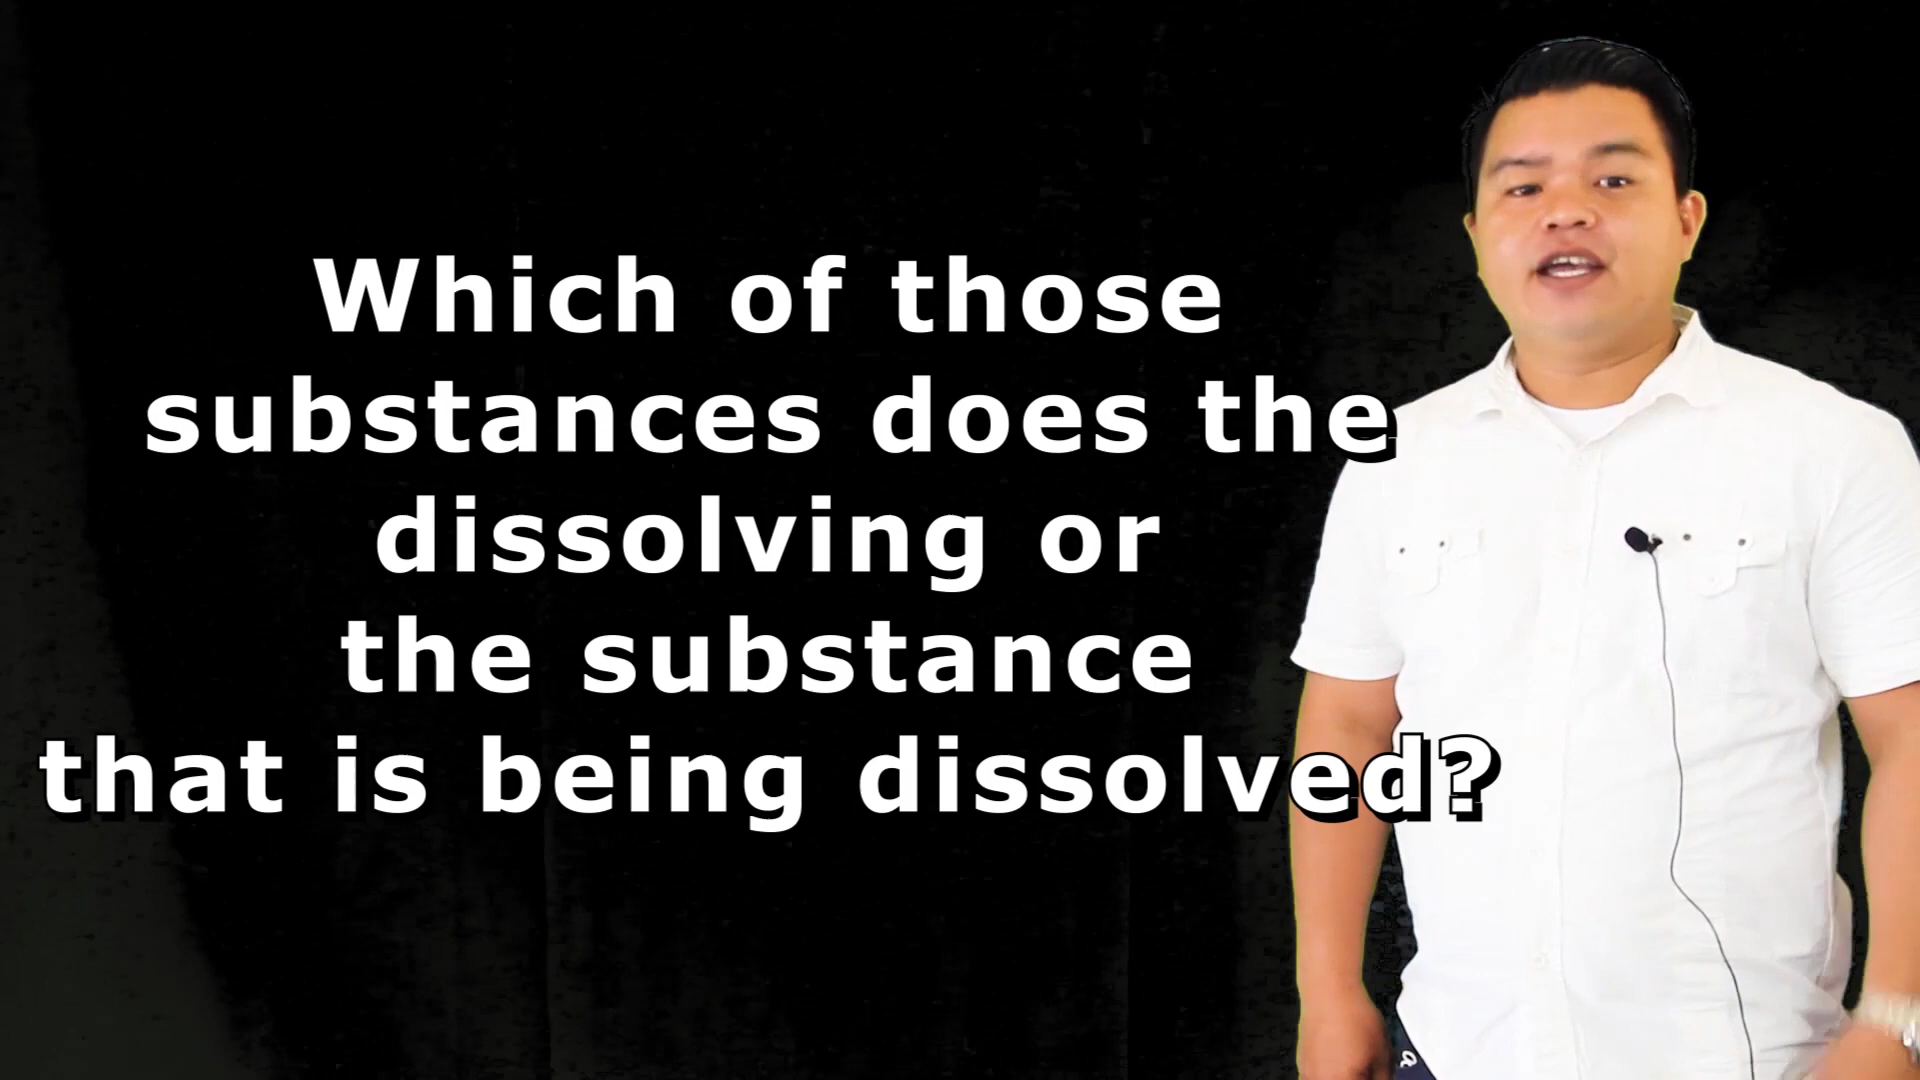 Which of those
substances does the
dissolving or
the substance
that is being dissolved?